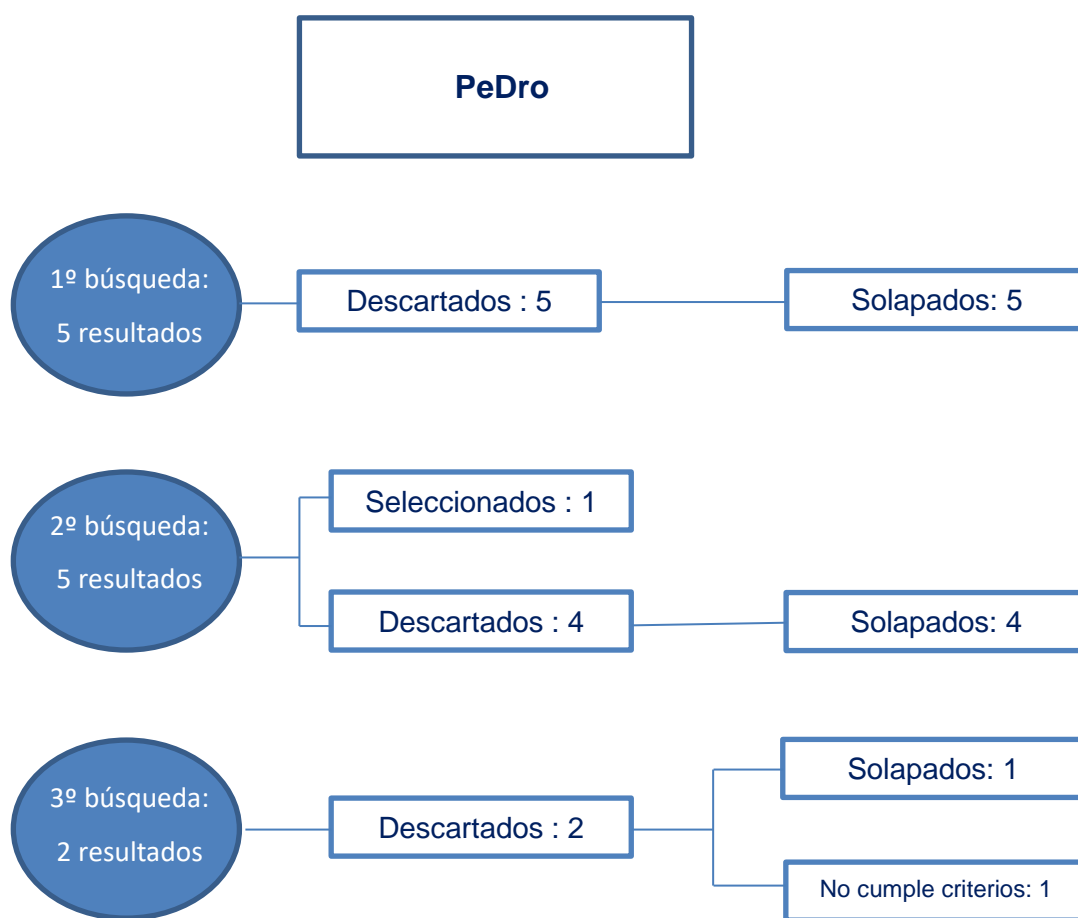 PeDro
1º búsqueda:
5 resultados
Descartados : 5
Solapados: 5
2º búsqueda:
5 resultados
Seleccionados : 1
Descartados : 4
Solapados: 4
3º búsqueda:
2 resultados
Descartados : 2
Solapados: 1
No cumple criterios: 1